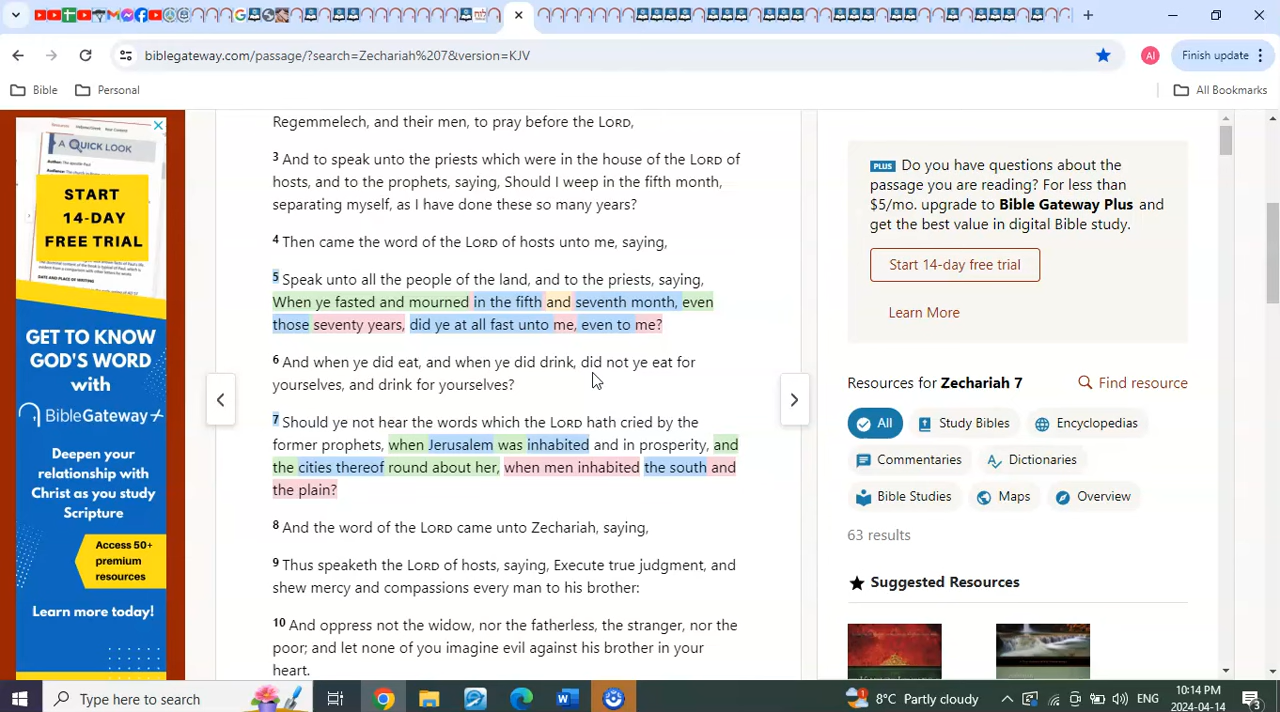 biblegateway.com/passage/?search=Zechariah%207&version=KJV
AI
Finish update
Bible
Personal
All Bookmarks
A QUICK LOOK
START
14-DAY
FREE TRIAL
GET TO KNOW
GOD'S WORD
with
BibleGateway+
Deepen your
relationship with
Christ as you study
Scripture
Access 50+
premium
resources
Learn more today!
Regemmelech, and their men, to pray before the LORD,
3 And to speak unto the priests which were in the house of the LORD of
hosts, and to the prophets, saying, Should I weep in the fifth month,
separating myself, as I have done these so many years?
4 Then came the word of the LORD of hosts unto me, saying,
5 Speak unto all the people of the land, and to the priests, saying,
When ye fasted and mourned in the fifth and seventh month, even
those seventy years, did ye at all fast unto me, even to me?
6 And when ye did eat, and when ye did drink, did not ye eat for
yourselves, and drink for yourselves?
7 Should ye not hear the words which the LORD hath cried by the
former prophets, when Jerusalem was inhabited and in prosperity, and
the cities thereof round about her, when men inhabited the south and
the plain?
8 And the word of the LORD came unto Zechariah, saying,
9 Thus speaketh the LORD of hosts, saying, Execute true judgment, and
shew mercy and compassions every man to his brother:
10 And oppress not the widow, nor the fatherless, the stranger, nor the
poor; and let none of you imagine evil against his brother in your
heart.
PLUS Do you have questions about the
passage you are reading? For less than
$5/mo. upgrade to Bible Gateway Plus and
get the best value in digital Bible study.
Start 14-day free trial
Learn More
Resources for Zechariah 7
Find resource
All
Study Bibles
Encyclopedias
Commentaries
Dictionaries
Bible Studies
Maps
Overview
63 results
Suggested Resources
Type here to search
8°C Partly cloudy
ENG
10:14 PM
2024-04-14
3